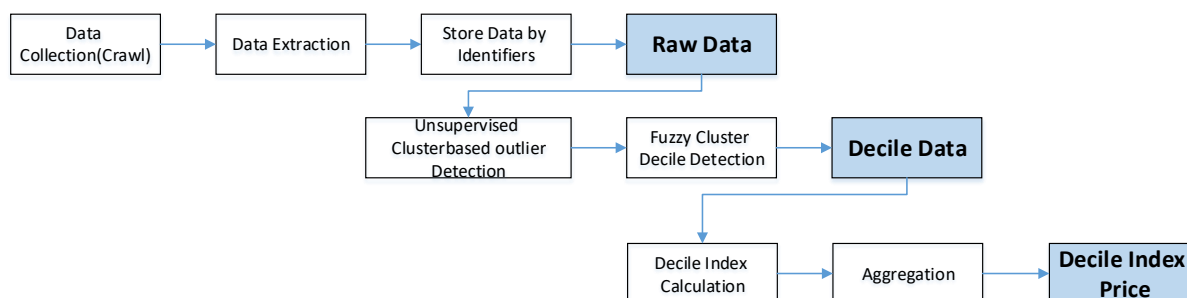 Data
Collection(Crawl)
Data Extraction
Store Data by
Identifiers
Raw Data
Unsupervised
Clusterbased outlier
Detection
Fuzzy Cluster
Decile Detection
Decile Data
Decile Index
Calculation
Aggregation
Decile Index
Price